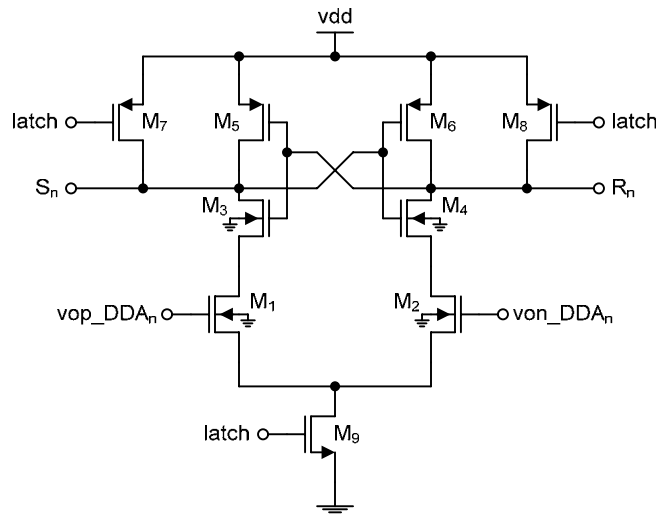 vdd
latch
M7
M5
M6
M8
latch
Sn
Rn
M3
M4
vop_DDAn
M1
M2
von_DDAn
latch
M9